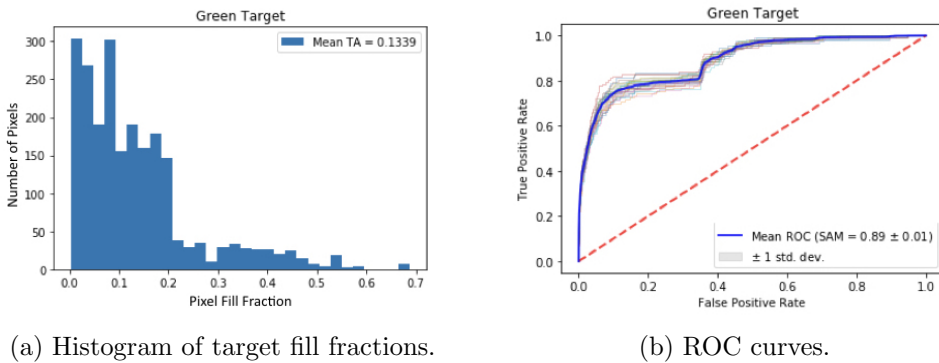 Green Target
Mean TA = 0.1339
Number of Pixels
300
250
200
150
100
50
0
0.0 0.1 0.2 0.3 0.4 0.5 0.6 0.7
Pixel Fill Fraction
(a) Histogram of target fill fractions.
Green Target
True Positive Rate
1.0
0.8
0.6
0.4
0.2
0.0
Mean ROC (SAM = 0.89 ± 0.01)
± 1 std. dev.
0.0 0.2 0.4 0.6 0.8 1.0
False Positive Rate
(b) ROC curves.